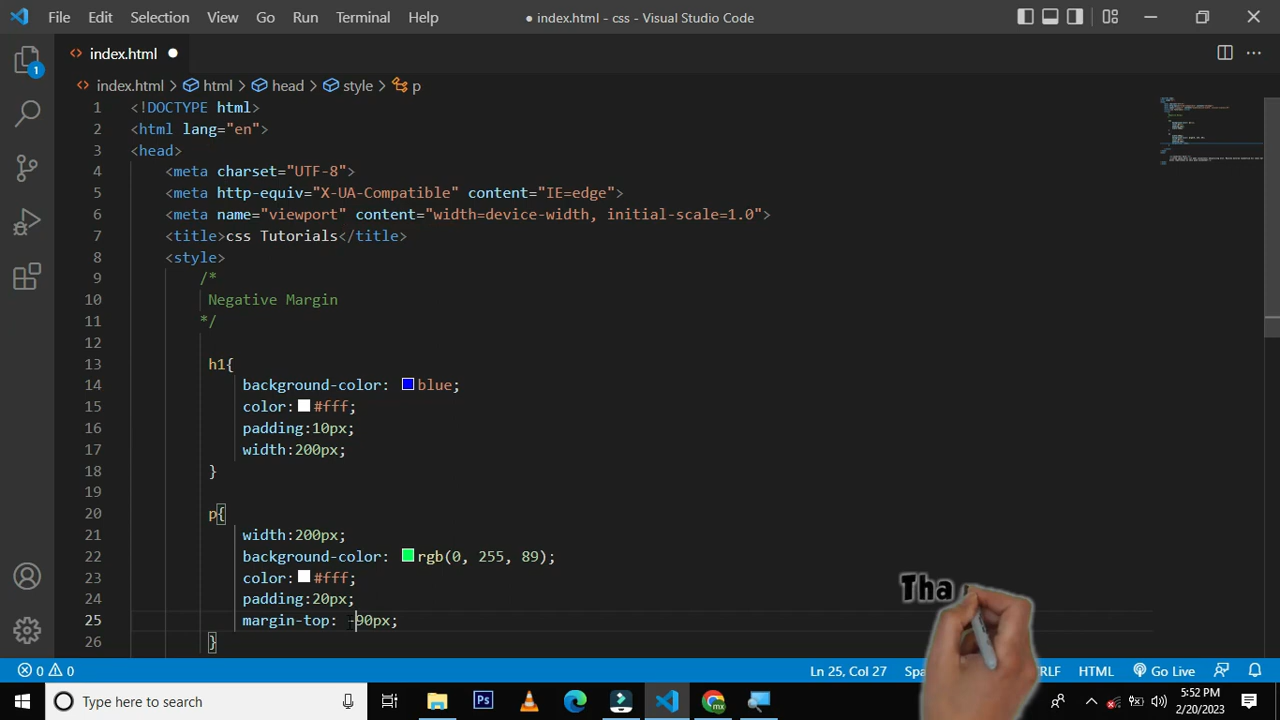 File Edit Selection View Go Run Terminal Help
● index.html - css - Visual Studio Code
index.html ●
1
index.html > html > head > style > p
1 <!DOCTYPE html>
2 <html lang="en">
3 <head>
4 <meta charset="UTF-8">
5 <meta http-equiv="X-UA-Compatible" content="IE=edge">
6 <meta name="viewport" content="width=device-width, initial-scale=1.0">
7 <title>css Tutorials</title>
8 <style>
9 /*
10 Negative Margin
11 */
12
13 h1{
14 background-color: blue;
15 color: #fff;
16 padding:10px;
17 width:200px;
18 }
19
20 p{
21 width:200px;
22 background-color: rgb(0, 255, 89);
23 color: #fff;
24 padding:20px;
25 margin-top: -90px;
26 }
Tha
0 0 Ln 25, Col 27 HTML Go Live
Type here to search
Ps
5:52 PM
2/20/2023